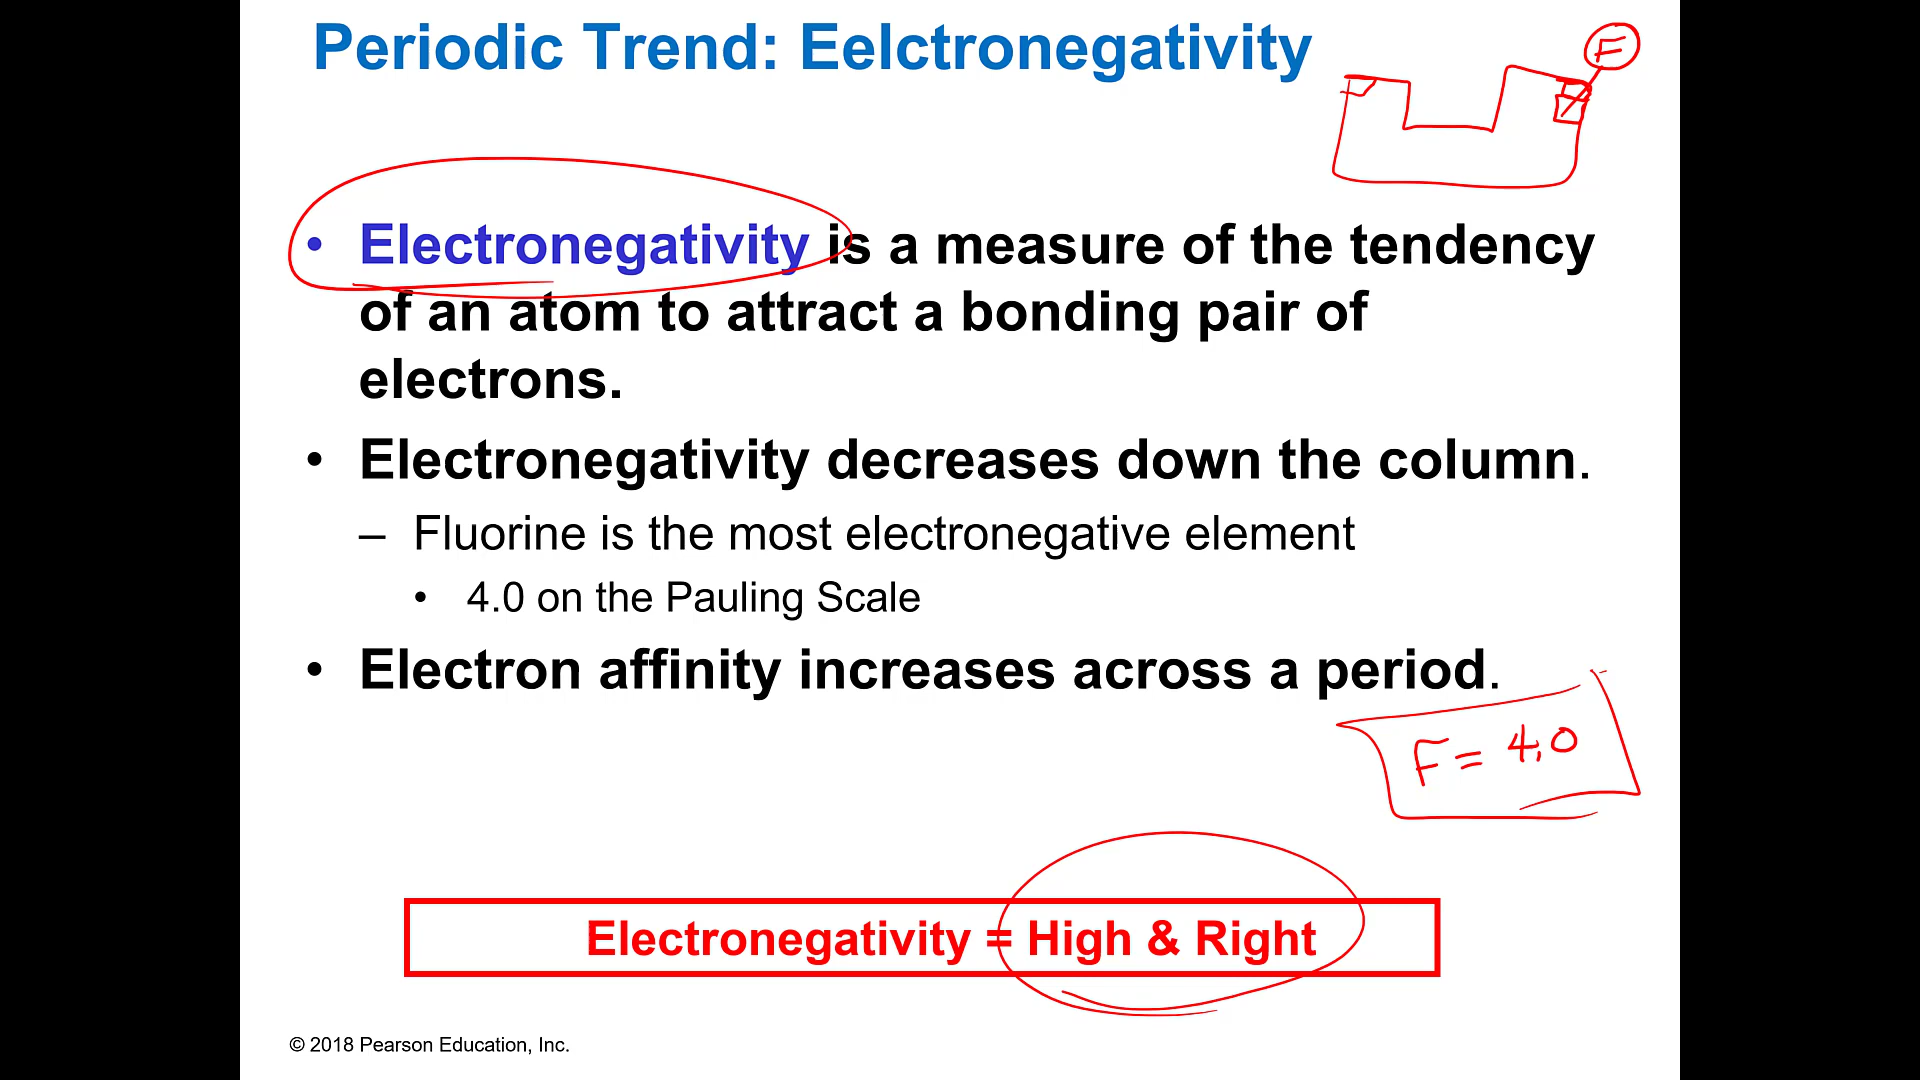 Periodic Trend: Eelctronegativity
F
• Electronegativity is a measure of the tendency
of an atom to attract a bonding pair of
electrons.
• Electronegativity decreases down the column.
– Fluorine is the most electronegative element
• 4.0 on the Pauling Scale
• Electron affinity increases across a period.
F = 4.0
Electronegativity = High & Right
© 2018 Pearson Education, Inc.